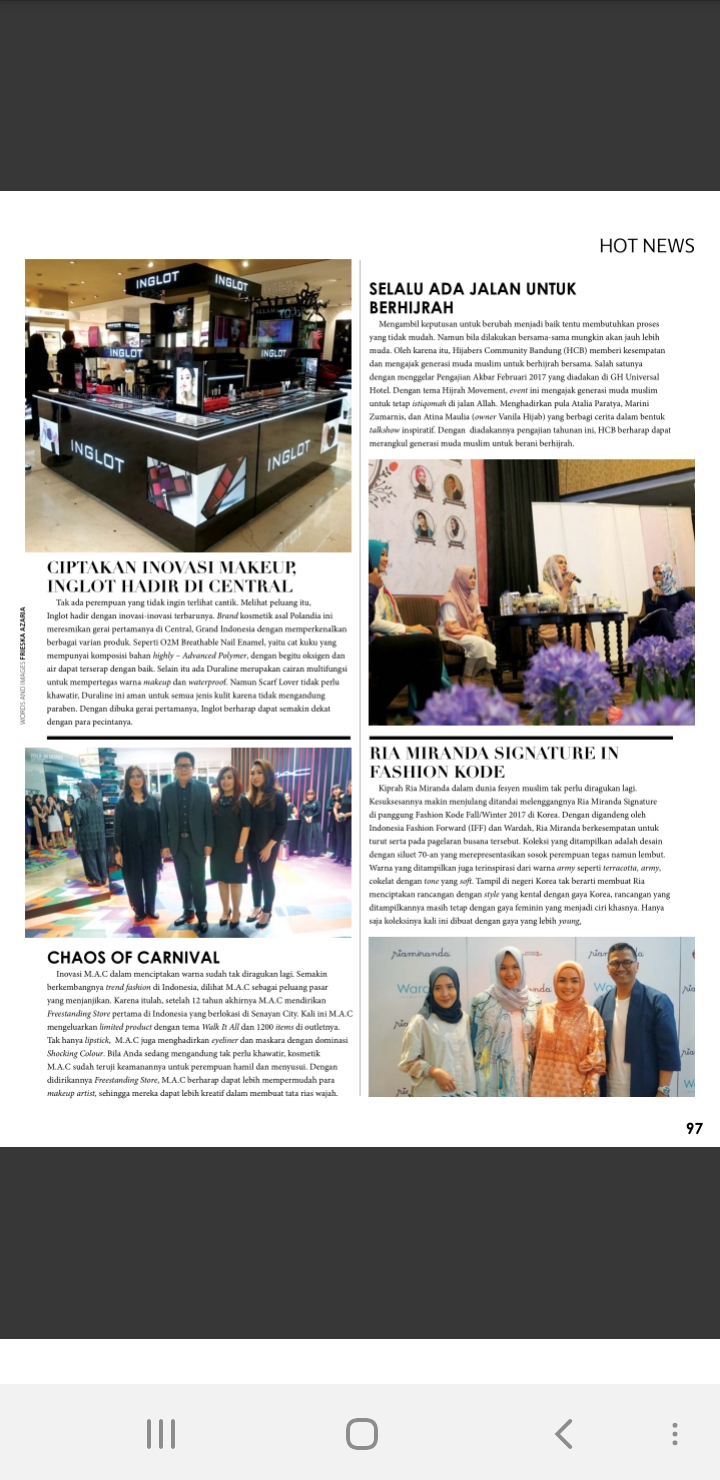 HOT NEWS
INGLOT
INGLOT
INGLOT
INGLOT
INGLOT
INGLOT
CIPTAKAN INOVASI MAKEUP,
INGLOT HADIR DI CENTRAL
Tak ada perempuan yang tidak ingin terlihat cantik. Melihat peluang itu,
Inglot hadir dengan inovasi-inovasi terbarunya. Brand kosmetik asal Polandia ini
meresmikan gerai pertamanya di Central, Grand Indonesia dengan memperkenalkan
berbagai varian produk. Seperti O2M Breathable Nail Enamel, yaitu cat kuku yang
mempunyai komposisi bahan highly – Advanced Polymer, dengan begitu oksigen dan
air dapat terserap dengan baik. Selain itu ada Duraline merupakan cairan multifungsi
untuk mempertegas warna makeup dan waterproof. Namun Scarf Lover tidak perlu
khawatir, Duraline ini aman untuk semua jenis kulit karena tidak mengandung
paraben. Dengan dibuka gerai pertamanya, Inglot berharap dapat semakin dekat
dengan para pecintanya.
WORDS AND IMAGES FRIESKA AZARIA
CHAOS OF CARNIVAL
Inovasi M.A.C dalam menciptakan warna sudah tak diragukan lagi. Semakin
berkembangnya trend fashion di Indonesia, dilihat M.A.C sebagai peluang pasar
yang menjanjikan. Karena itulah, setelah 12 tahun akhirnya M.A.C mendirikan
Freestanding Store pertama di Indonesia yang berlokasi di Senayan City. Kali ini M.A.C
mengeluarkan limited product dengan tema Walk It All dan 1200 items di outletnya.
Tak hanya lipstick, M.A.C juga menghadirkan eyeliner dan maskara dengan dominasi
Shocking Colour. Bila Anda sedang mengandung tak perlu khawatir, kosmetik
M.A.C sudah teruji keamanannya untuk perempuan hamil dan menyusui. Dengan
didirikannya Freestanding Store, M.A.C berharap dapat lebih mempermudah para
makeup artist, sehingga mereka dapat lebih kreatif dalam membuat tata rias wajah.
SELALU ADA JALAN UNTUK
BERHIJRAH
Mengambil keputusan untuk berubah menjadi baik tentu membutuhkan proses
yang tidak mudah. Namun bila dilakukan bersama-sama mungkin akan jauh lebih
muda. Oleh karena itu, Hijabers Community Bandung (HCB) memberi kesempatan
dan mengajak generasi muda muslim untuk berhijrah bersama. Salah satunya
dengan menggelar Pengajian Akbar Februari 2017 yang diadakan di GH Universal
Hotel. Dengan tema Hijrah Movement, event ini mengajak generasi muda muslim
untuk tetap istiqomah di jalan Allah. Menghadirkan pula Atalia Paratya, Marini
Zumarnis, dan Atina Maulia (owner Vanila Hijab) yang berbagi cerita dalam bentuk
talkshow inspiratif. Dengan diadakannya pengajian tahunan ini, HCB berharap dapat
merangkul generasi muda muslim untuk berani berhijrah.
RIA MIRANDA SIGNATURE IN
FASHION KODE
Kiprah Ria Miranda dalam dunia fesyen muslim tak perlu diragukan lagi.
Kesuksesannya makin menjulang ditandai melenggangnya Ria Miranda Signature
di panggung Fashion Kode Fall/Winter 2017 di Korea. Dengan digandeng oleh
Indonesia Fashion Forward (IFF) dan Wardah, Ria Miranda berkesempatan untuk
turut serta pada pagelaran busana tersebut. Koleksi yang ditampilkan adalah desain
dengan siluet 70-an yang merepresentasikan sosok perempuan tegas namun lembut.
Warna yang ditampilkan juga terinspirasi dari warna army seperti terracotta, army,
cokelat dengan tone yang soft. Tampil di negeri Korea tak berarti membuat Ria
menciptakan rancangan dengan style yang kental dengan gaya Korea, rancangan yang
ditampilkannya masih tetap dengan gaya feminin yang menjadi ciri khasnya. Hanya
saja koleksinya kali ini dibuat dengan gaya yang lebih young.
riamiranda
97